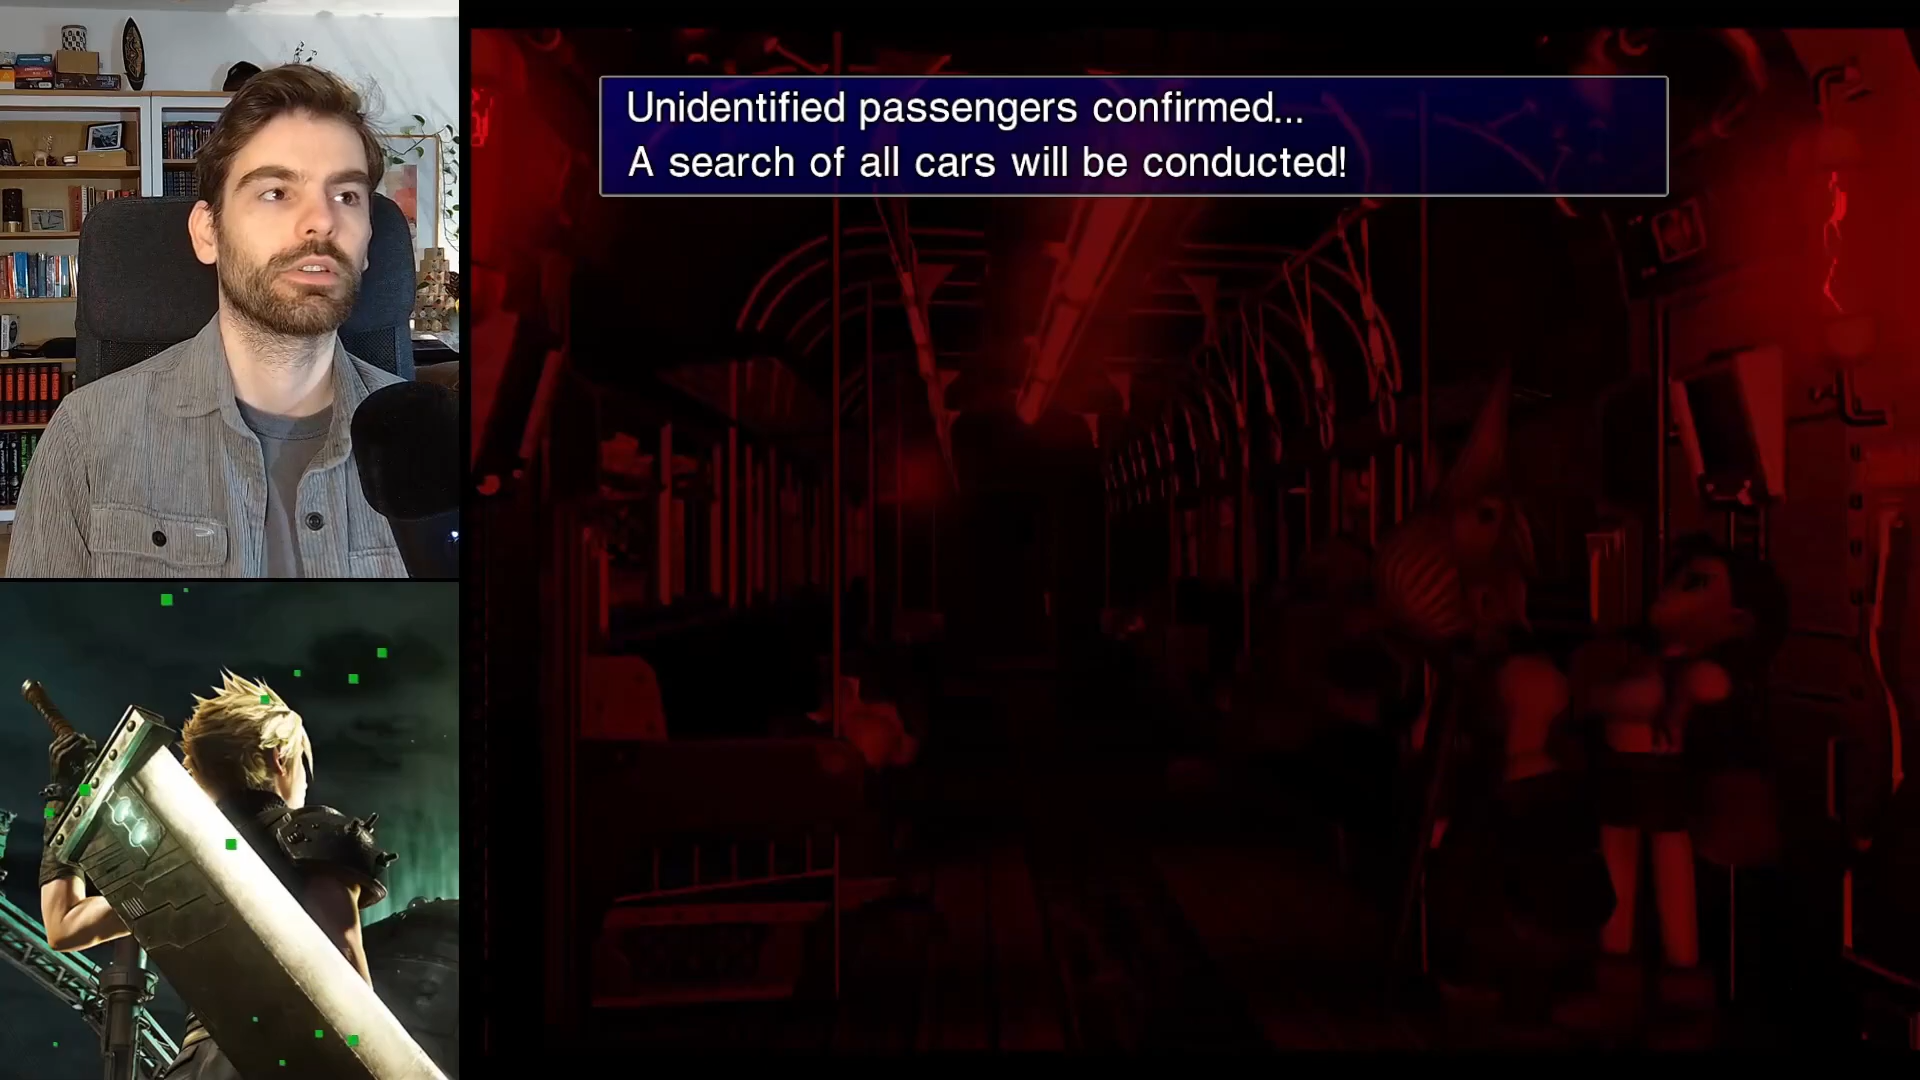 Unidentified passengers confirmed...
A search of all cars will be conducted!